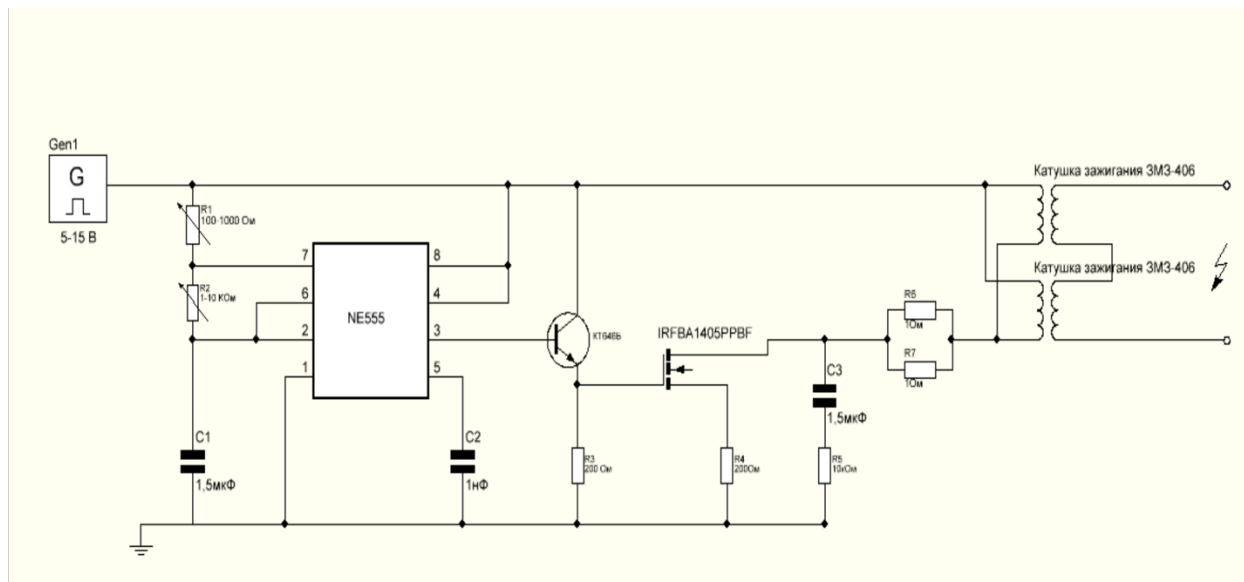 Gen1
G
5-15 В
R1
100-1000 Ом
R2
1-10 КОм
7
6
2
1
NE555
8
4
3
5
C1
1,5мкФ
C2
1нФ
КТ646Б
R3
200 Ом
IRFBA1405PPBF
R4
200Ом
C3
1,5мкФ
R5
10кОм
R6
1Ом
R7
1Ом
Катушка зажигания ЗМЗ-406
Катушка зажигания ЗМЗ-406